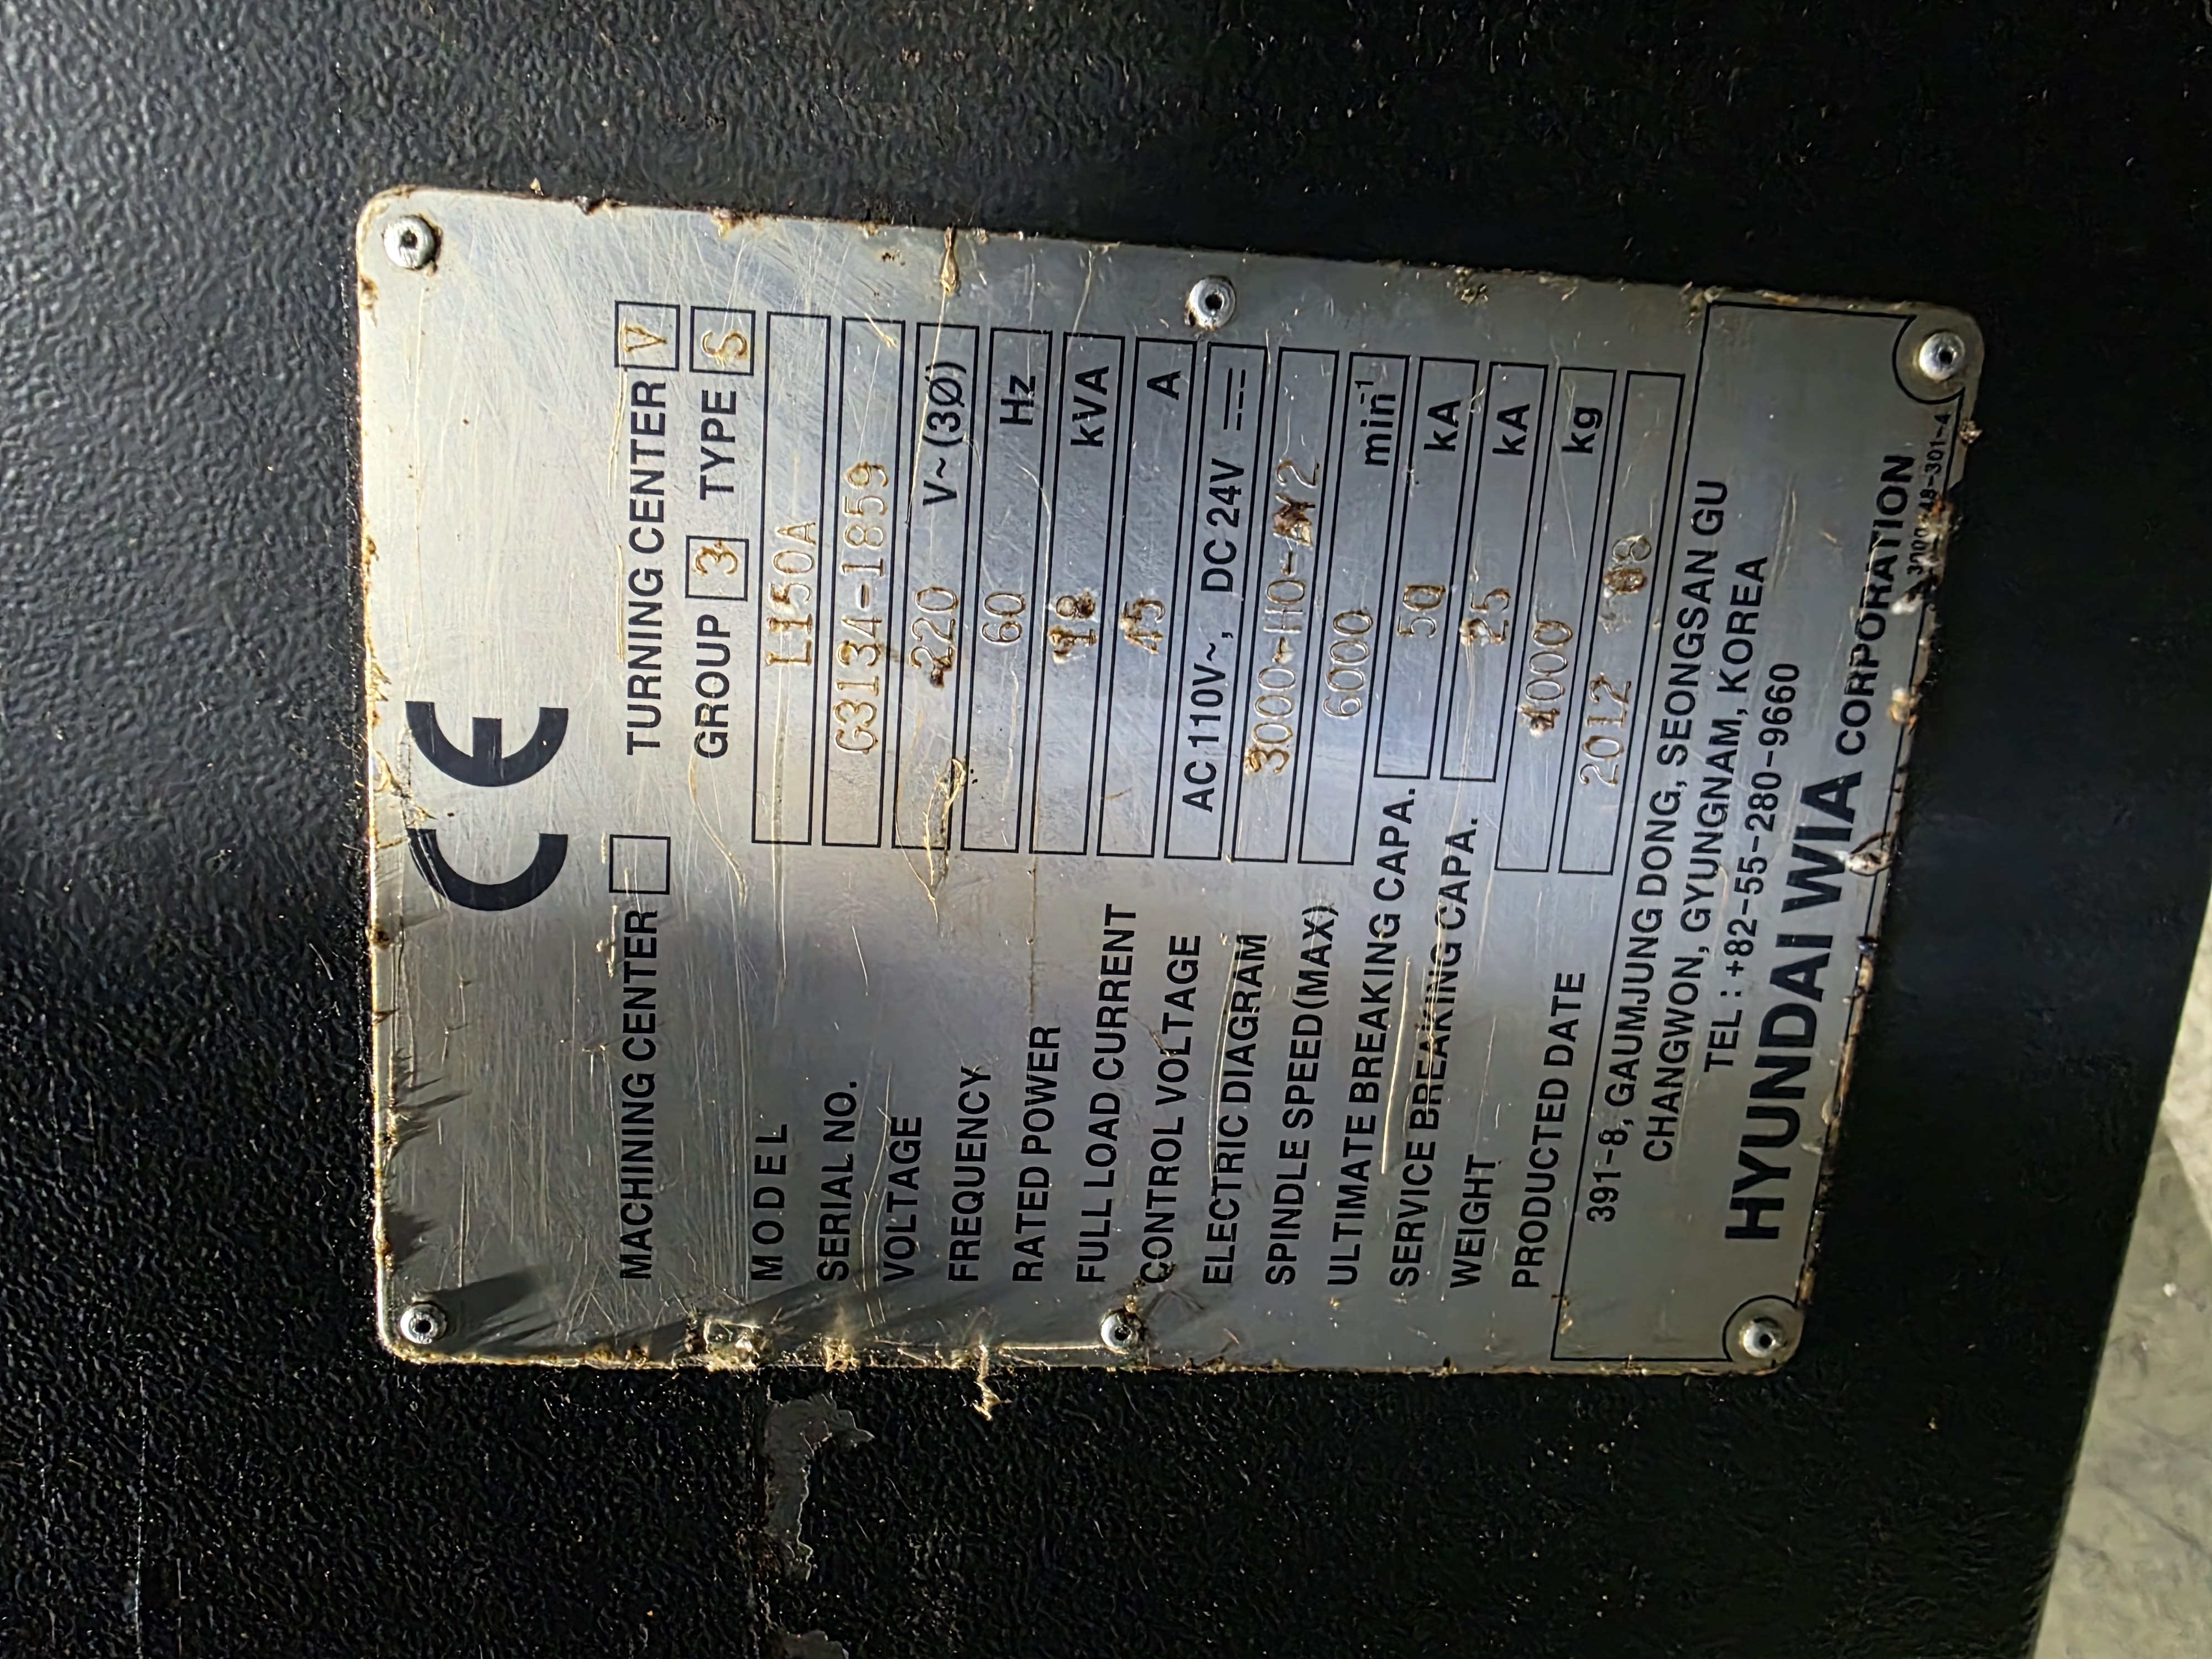 CE
MACHINING CENTER TURNING CENTER V
GROUP 3 TYPE S
MODEL L150A
SERIAL NO. G3134-1859
VOLTAGE 220 V~(3Ø)
FREQUENCY 60 Hz
RATED POWER 18 kVA
FULL LOAD CURRENT 45 A
CONTROL VOLTAGE AC 110V~, DC 24V ⎓
ELECTRIC DIAGRAM
SPINDLE SPEED(MAX) 6000 min⁻¹
ULTIMATE BREAKING CAPA. 50 kA
SERVICE BREAKING CAPA. 25 kA
WEIGHT 4000 kg
PRODUCTED DATE 2012 08
391-8, GAUMJUNG DONG, SEONGSAN GU
CHANGWON, GYUNGNAM, KOREA
TEL : +82-55-280-9660
HYUNDAI WIA CORPORATION